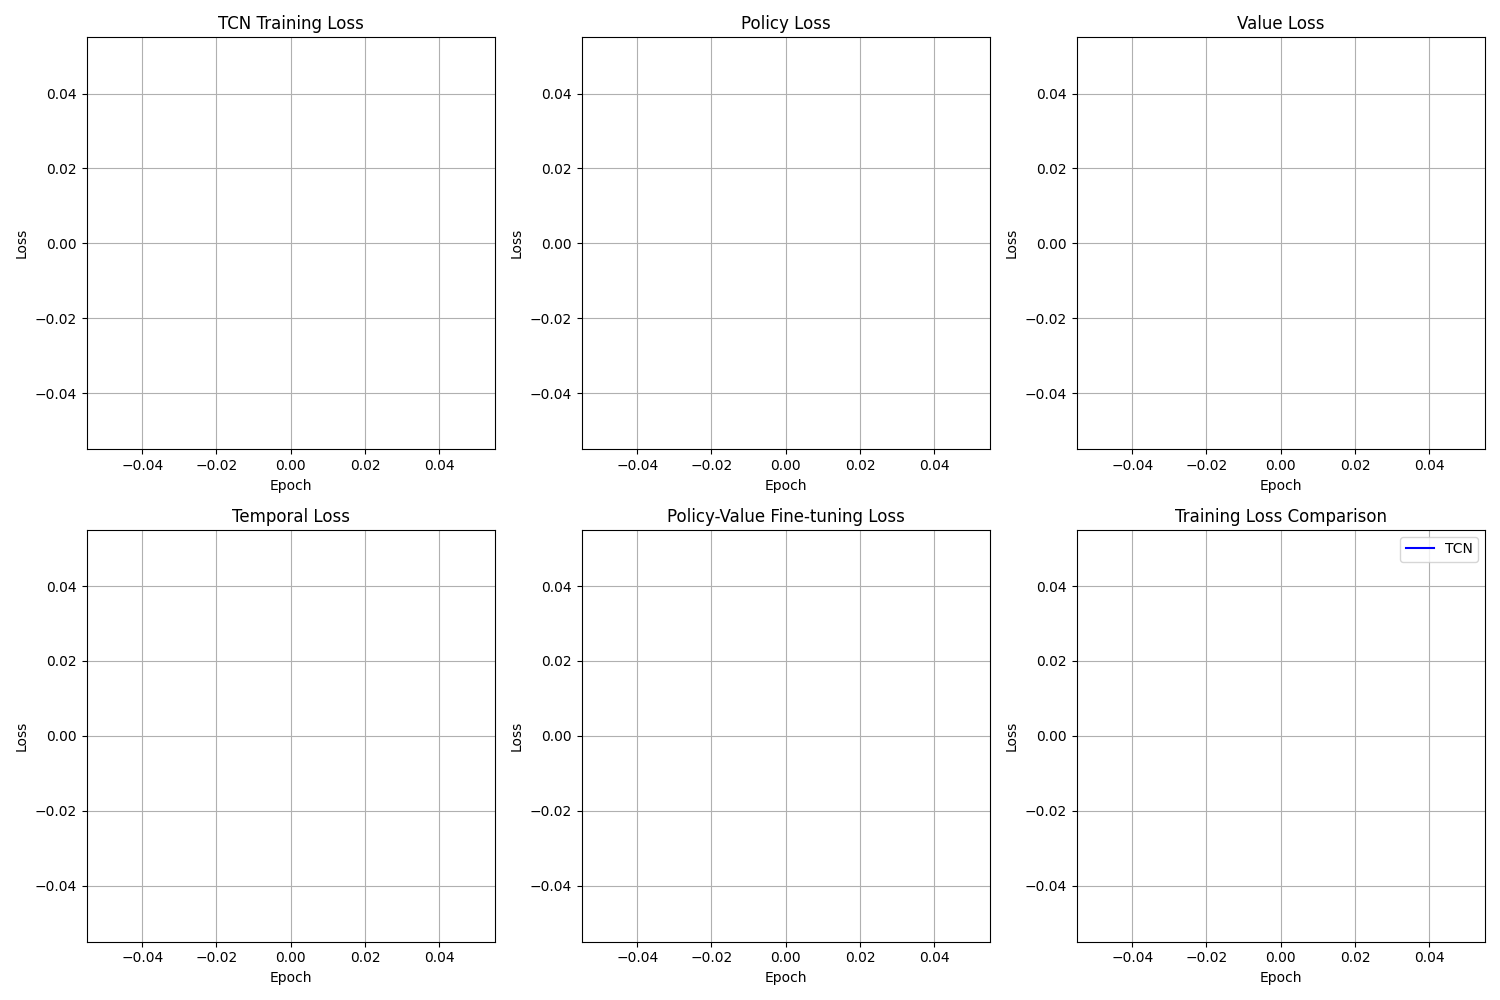 TCN Training Loss
0.04
0.02
0.00
−0.02
−0.04
Loss
−0.04 −0.02 0.00 0.02 0.04
Epoch
Policy Loss
0.04
0.02
0.00
−0.02
−0.04
Loss
−0.04 −0.02 0.00 0.02 0.04
Epoch
Value Loss
0.04
0.02
0.00
−0.02
−0.04
Loss
−0.04 −0.02 0.00 0.02 0.04
Epoch
Temporal Loss
0.04
0.02
0.00
−0.02
−0.04
Loss
−0.04 −0.02 0.00 0.02 0.04
Epoch
Policy-Value Fine-tuning Loss
0.04
0.02
0.00
−0.02
−0.04
Loss
−0.04 −0.02 0.00 0.02 0.04
Epoch
Training Loss Comparison
TCN
0.04
0.02
0.00
−0.02
−0.04
Loss
−0.04 −0.02 0.00 0.02 0.04
Epoch